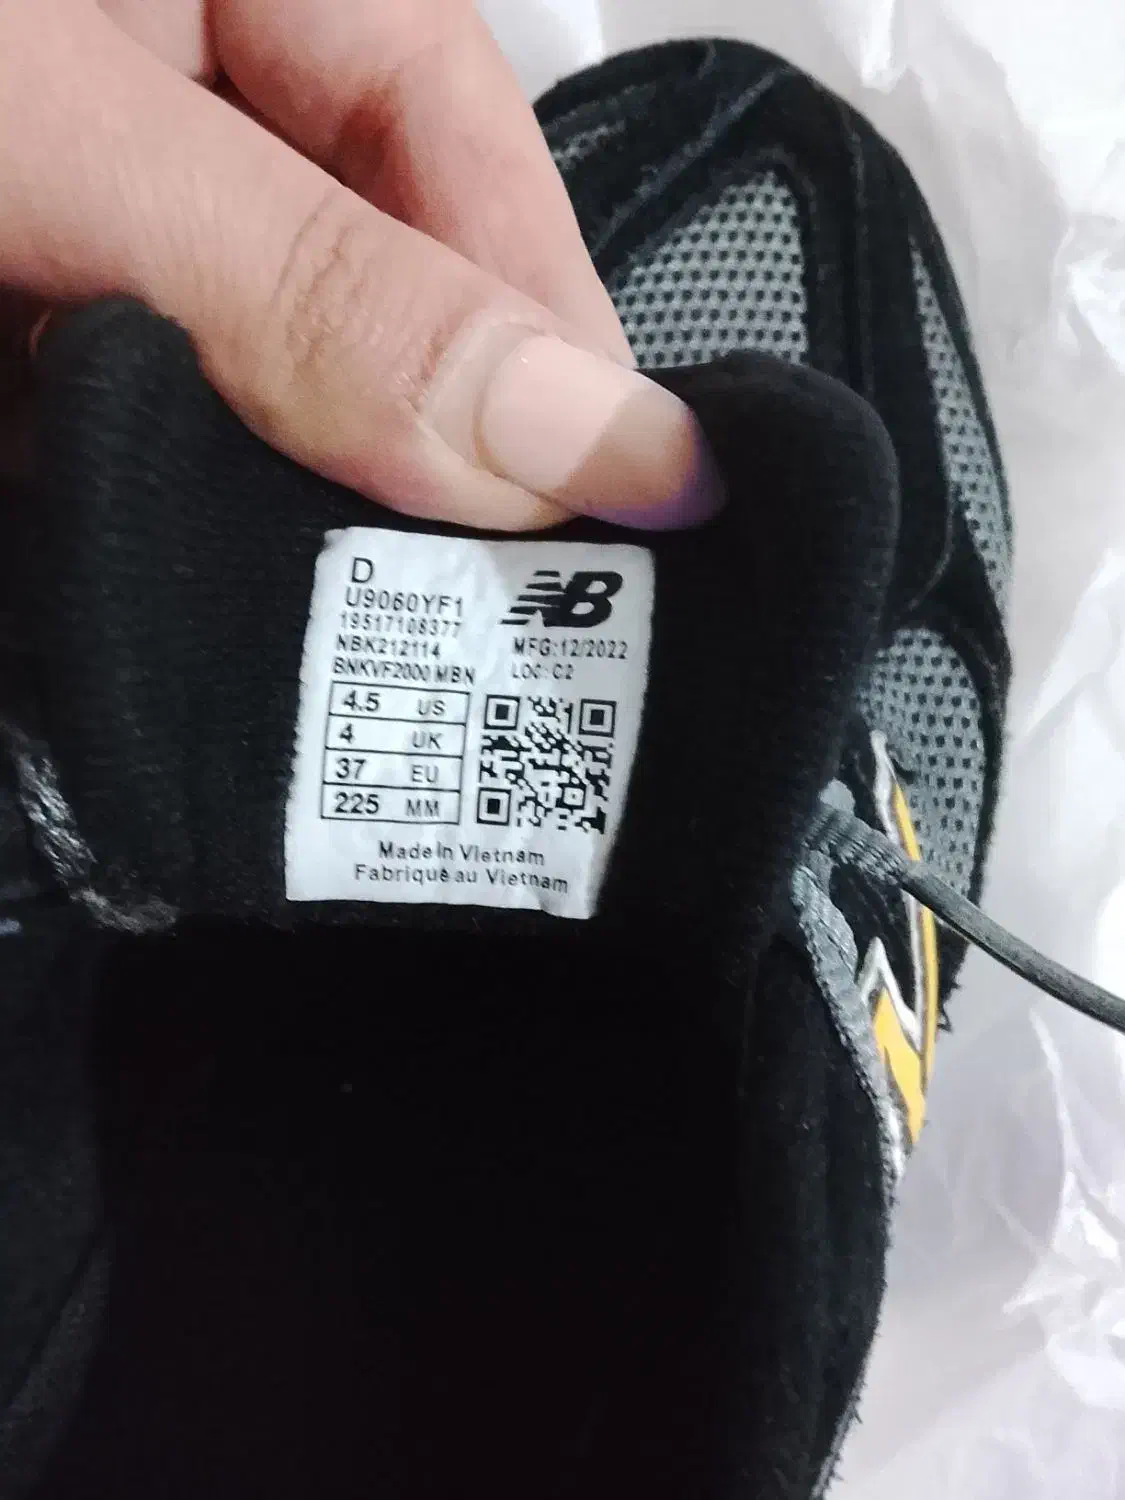 D
U9060YF1
19517108377
NBK212114
BNKVF2000 MBN
NB
MFG:12/2022
LOC: C2
4.5 US
4 UK
37 EU
225 MM
Made in Vietnam
Fabriqué au Vietnam